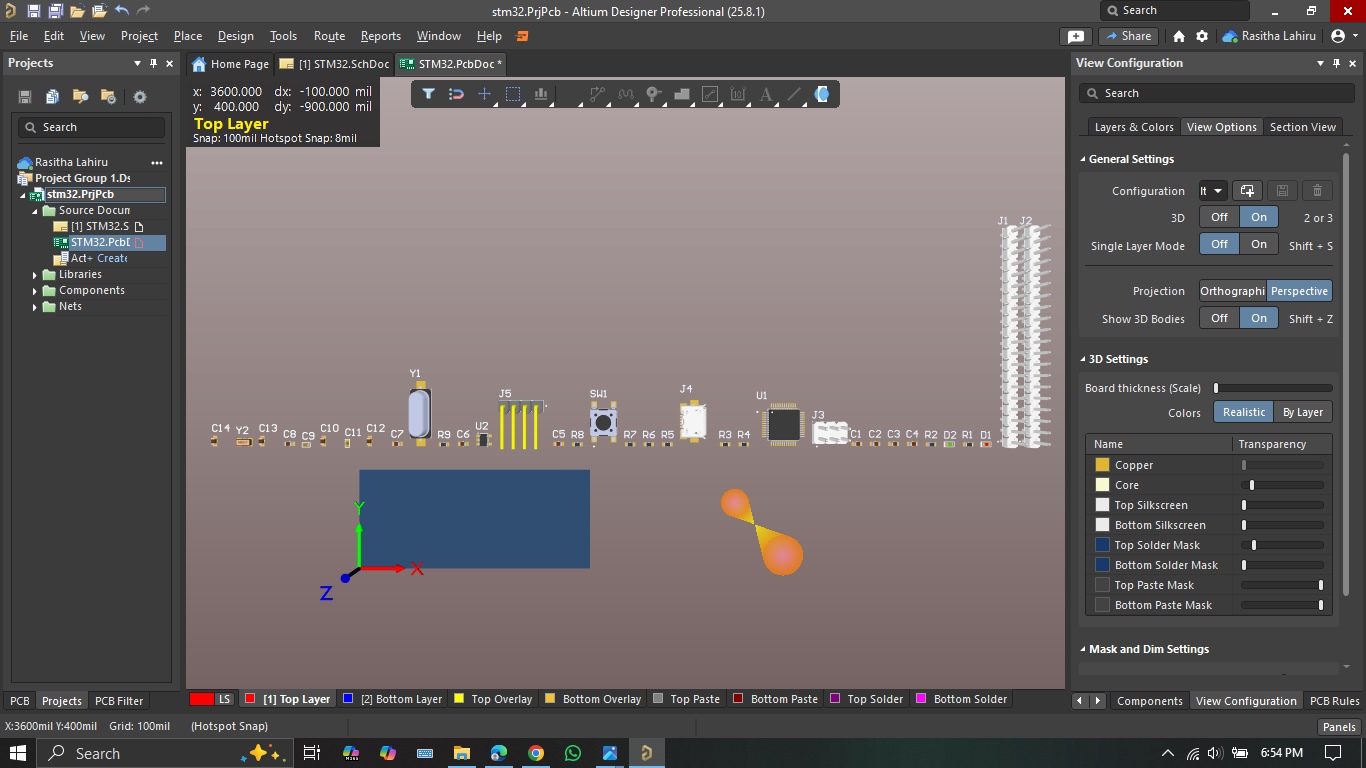 stm32.PrjPcb - Altium Designer Professional (25.8.1)
Search
File Edit View Project Place Design Tools Route Reports Window Help
Share
Rasitha Lahiru
Projects
Home Page
[1] STM32.SchDoc
STM32.PcbDoc *
View Configuration
Search
Rasitha Lahiru
Project Group 1.Ds
stm32.PrjPcb
Source Docum
[1] STM32.S
STM32.PcbD
Act+ Create
Libraries
Components
Nets
x: 3600.000 dx: -100.000 mil
y: 400.000 dy: -900.000 mil
Top Layer
Snap: 100mil Hotspot Snap: 8mil
J1 J2
Y1
J5
SW1
J4
U1
J3
U2
C14 Y2 C13 C8 C9 C10 C11 C12 C7 R9 C6 C5 R8 R7 R6 R5 R3 R4 C1 C2 C3 C4 R2 D2 R1 D1
Y
X
Z
Search
Layers & Colors View Options Section View
General Settings
Configuration
3D Off On 2 or 3
Single Layer Mode Off On Shift + S
Projection Orthographi Perspective
Show 3D Bodies Off On Shift + Z
3D Settings
Board thickness (Scale)
Colors Realistic By Layer
Name Transparency
Copper
Core
Top Silkscreen
Bottom Silkscreen
Top Solder Mask
Bottom Solder Mask
Top Paste Mask
Bottom Paste Mask
Mask and Dim Settings
PCB Projects PCB Filter
LS [1] Top Layer [2] Bottom Layer Top Overlay Bottom Overlay Top Paste Bottom Paste Top Solder Bottom Solder
Components View Configuration PCB Rules
X:3600mil Y:400mil Grid: 100mil (Hotspot Snap)
Panels
Search
6:54 PM